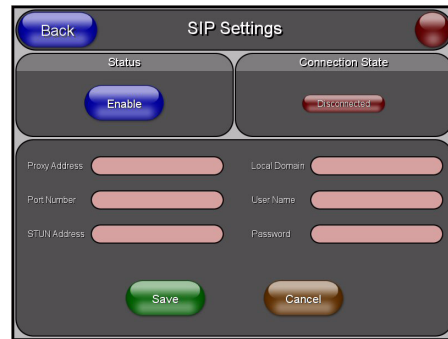 Back
SIP Settings
Status
Connection State
Enable
Disconnected
Proxy Address
Local Domain
Port Number
User Name
STUN Address
Password
Save
Cancel